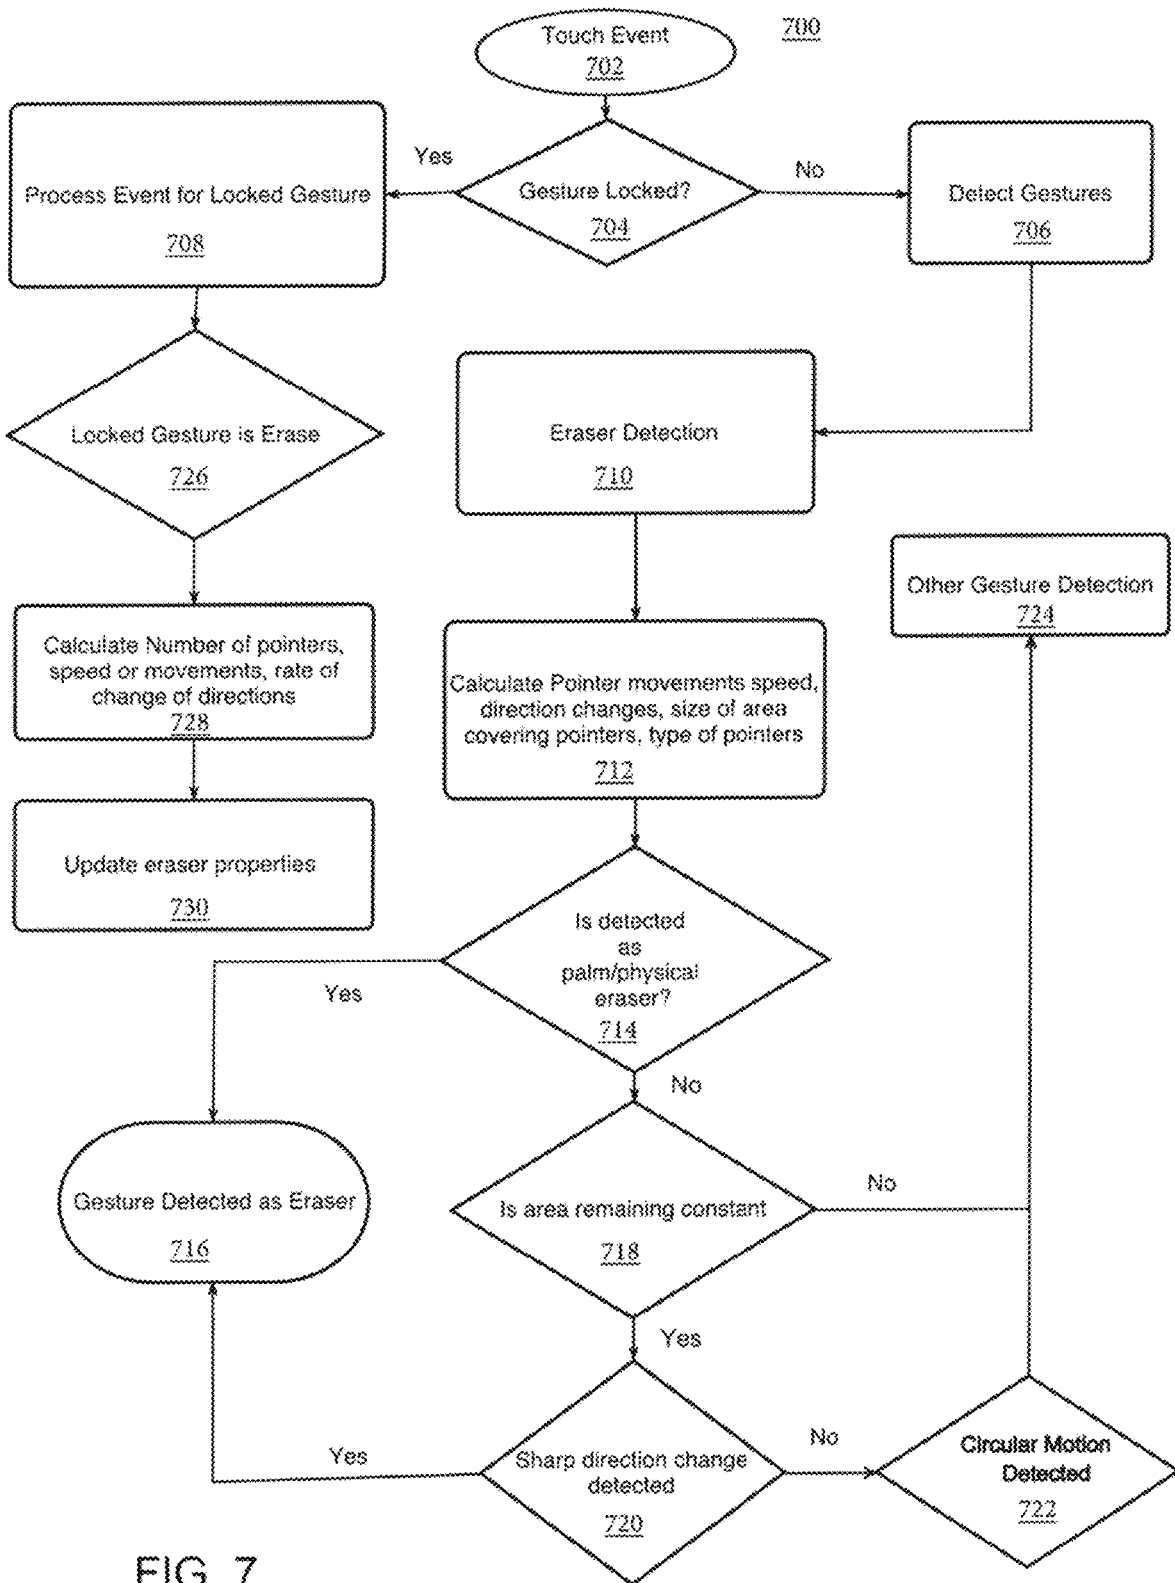 Touch Event
702
700
Gesture Locked?
704
Yes
No
Process Event for Locked Gesture
708
Detect Gestures
706
Locked Gesture is Erase
726
Eraser Detection
710
Other Gesture Detection
724
Calculate Number of pointers,
speed or movements, rate of
change of directions
728
Calculate Pointer movements speed,
direction changes, size of area
covering pointers, type of pointers
712
Update eraser properties
730
Is detected
as
palm/physical
eraser?
714
Yes
No
Gesture Detected as Eraser
716
Is area remaining constant
718
No
Yes
Sharp direction change
detected
720
Yes
No
Circular Motion
Detected
722
FIG. 7